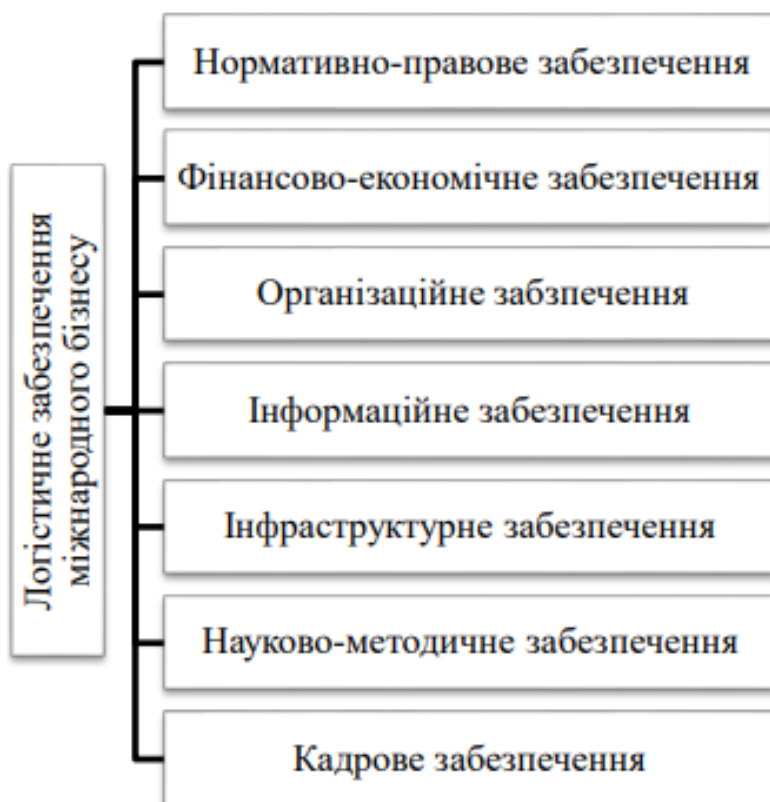 Логістичне забезпечення
міжнародного бізнесу
Нормативно-правове забезпечення
Фінансово-економічне забезпечення
Організаційне забзпечення
Інформаційне забезпечення
Інфраструктурне забезпечення
Науково-методичне забезпечення
Кадрове забезпечення